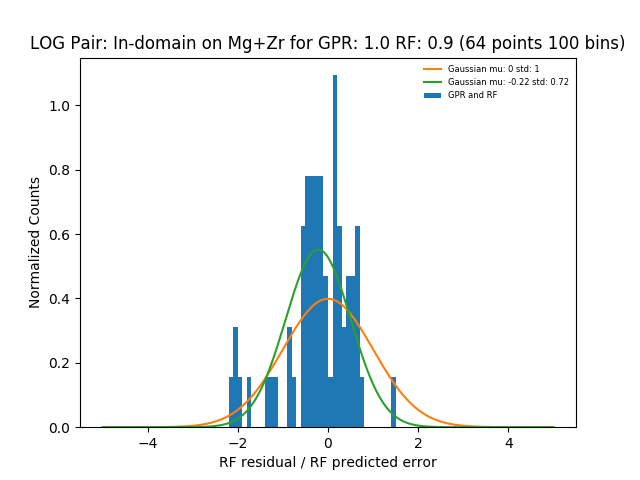 LOG Pair: In-domain on Mg+Zr for GPR: 1.0 RF: 0.9 (64 points 100 bins)
Gaussian mu: 0 std: 1
Gaussian mu: -0.22 std: 0.72
GPR and RF
Normalized Counts
1.0
0.8
0.6
0.4
0.2
0.0
−4
−2
0
2
4
RF residual / RF predicted error